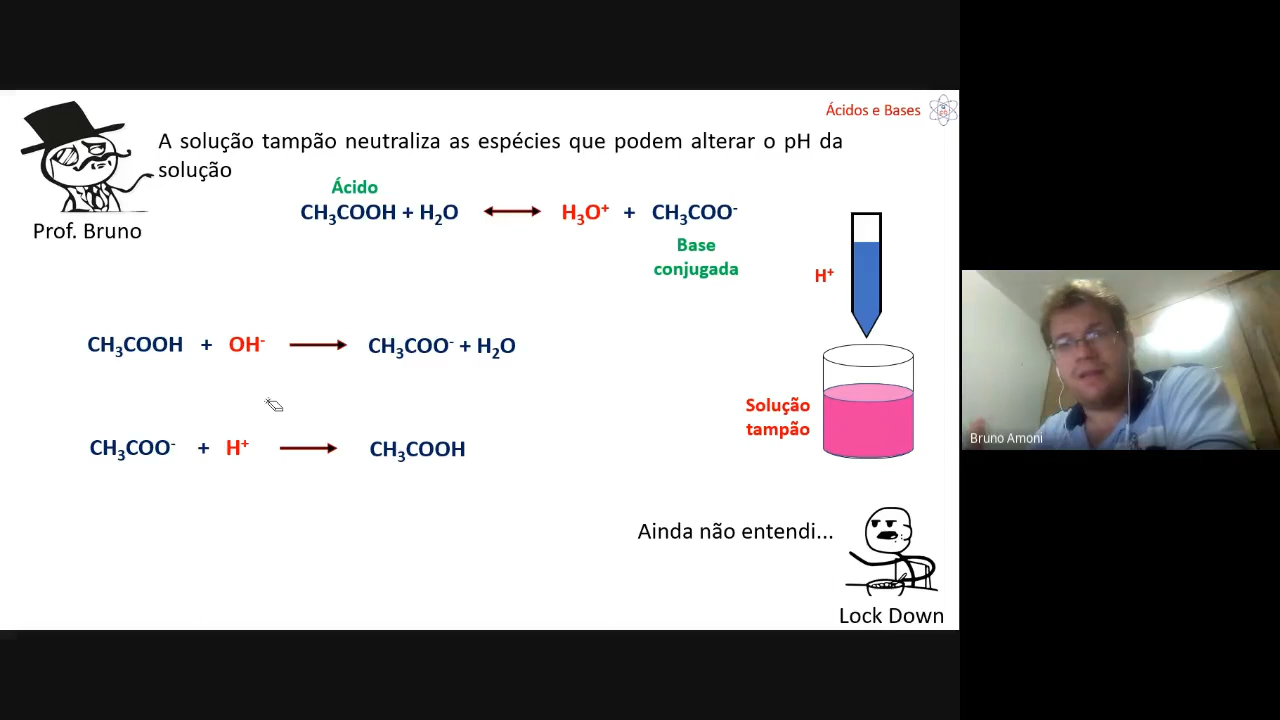 Ácidos e Bases
A solução tampão neutraliza as espécies que podem alterar o pH da
solução
Prof. Bruno
Ácido
CH₃COOH + H₂O ⟷ H₃O⁺ + CH₃COO⁻
Base
conjugada
H⁺
CH₃COOH + OH⁻ ⟶ CH₃COO⁻ + H₂O
CH₃COO⁻ + H⁺ ⟶ CH₃COOH
Solução
tampão
Ainda não entendi...
Lock Down
Bruno Amoni